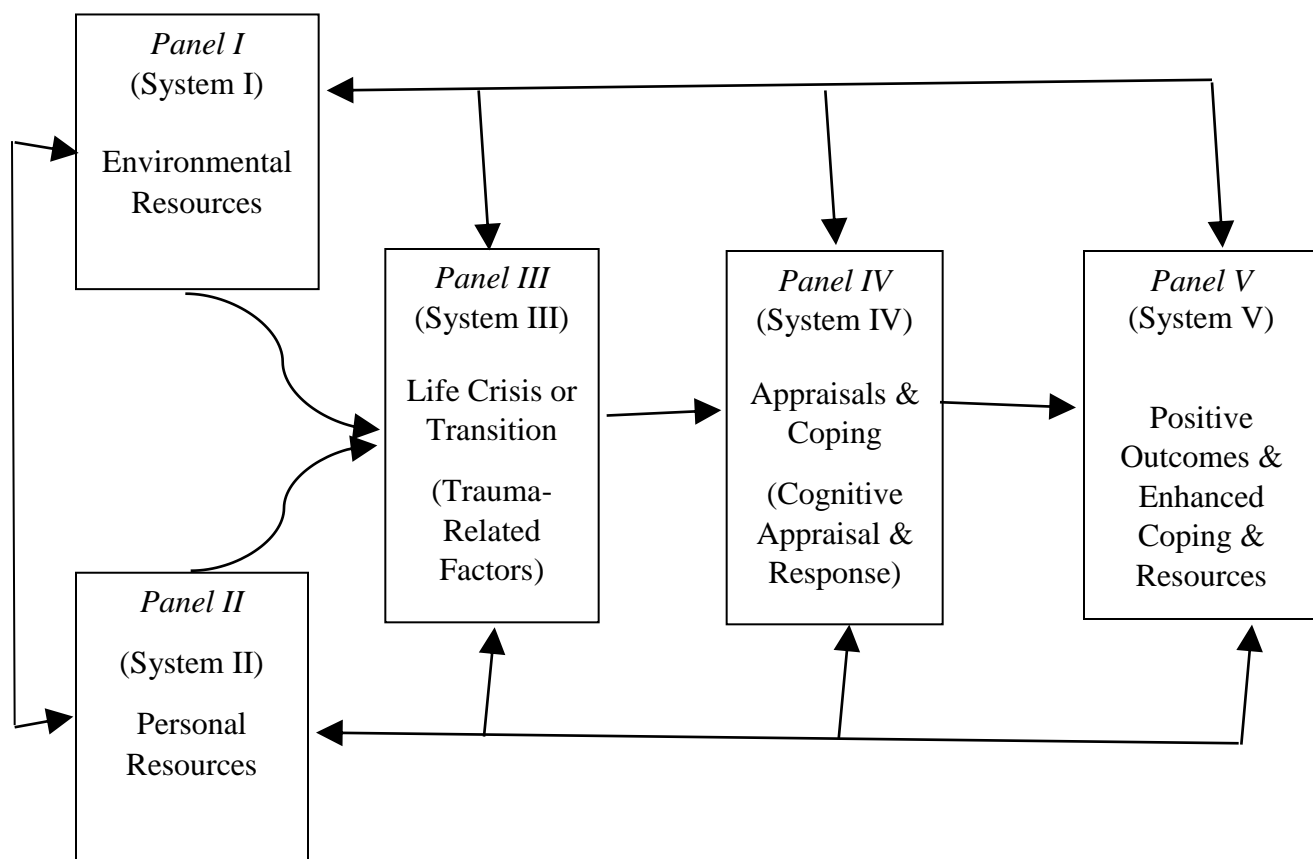 Panel I
(System I)
Environmental
Resources
Panel II
(System II)
Personal
Resources
Panel III
(System III)
Life Crisis or
Transition
(Trauma-
Related
Factors)
Panel IV
(System IV)
Appraisals &
Coping
(Cognitive
Appraisal &
Response)
Panel V
(System V)
Positive
Outcomes &
Enhanced
Coping &
Resources